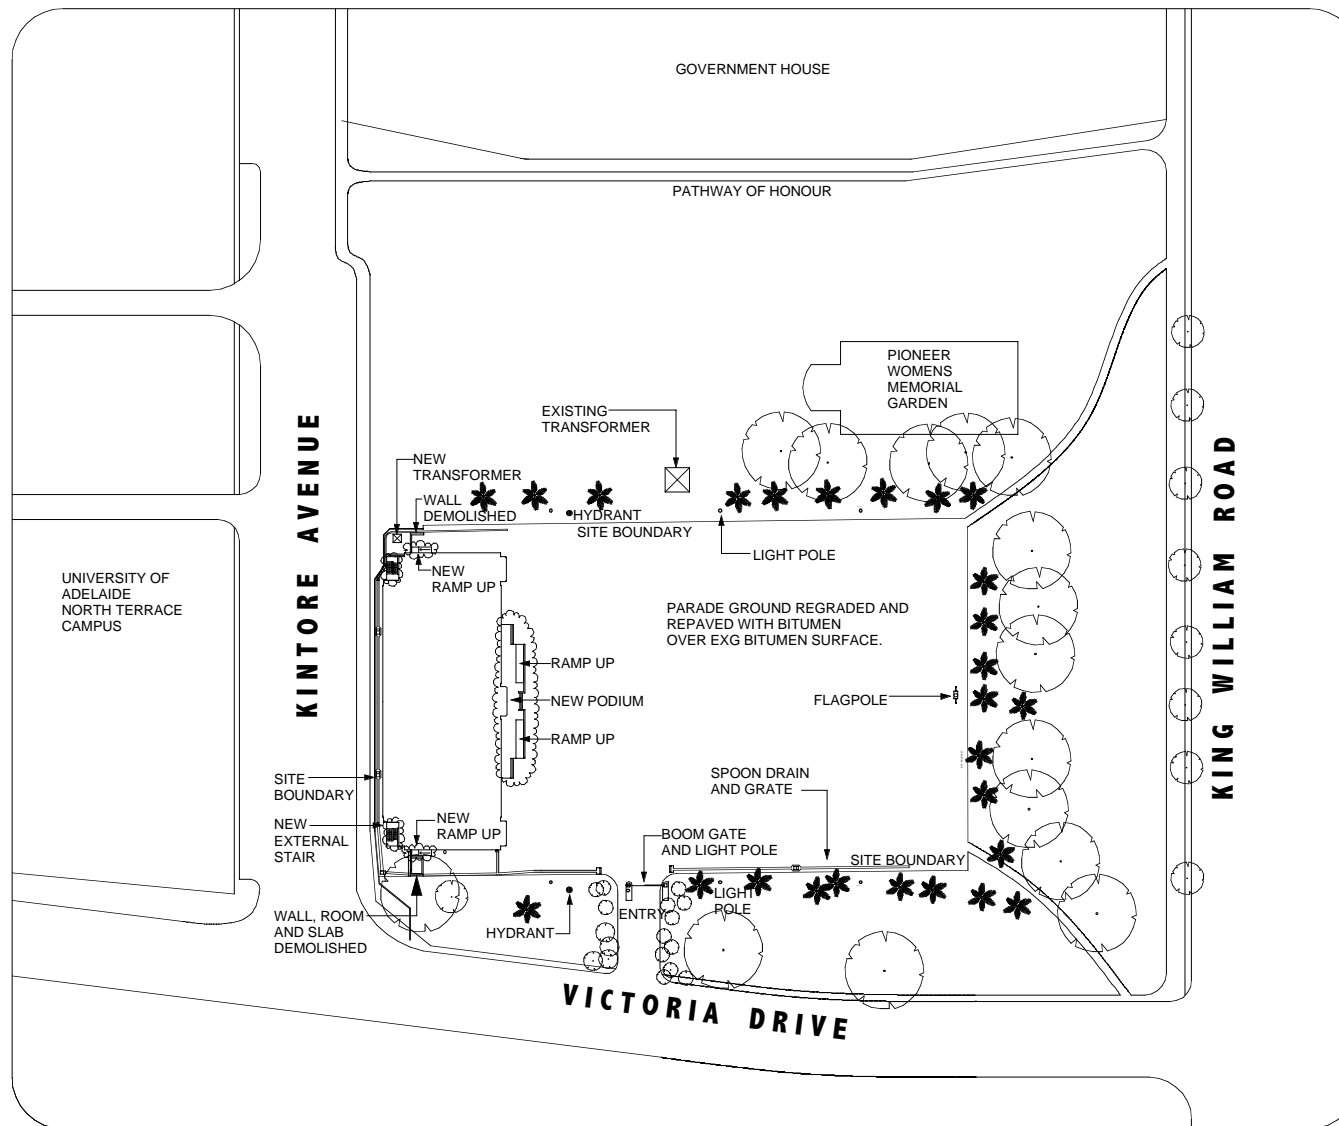 GOVERNMENT HOUSE
PATHWAY OF HONOUR
PIONEER
WOMENS
MEMORIAL
GARDEN
EXISTING
TRANSFORMER
NEW
TRANSFORMER
WALL
DEMOLISHED
HYDRANT
SITE BOUNDARY
LIGHT POLE
NEW
RAMP UP
UNIVERSITY OF
ADELAIDE
NORTH TERRACE
CAMPUS
KINTORE AVENUE
KING WILLIAM ROAD
PARADE GROUND REGRADED AND
REPAVED WITH BITUMEN
OVER EXG BITUMEN SURFACE.
RAMP UP
NEW PODIUM
RAMP UP
FLAGPOLE
SITE
BOUNDARY
SPOON DRAIN
AND GRATE
NEW
EXTERNAL
STAIR
NEW
RAMP UP
BOOM GATE
AND LIGHT POLE
SITE BOUNDARY
LIGHT
POLE
ENTRY
WALL, ROOM
AND SLAB
DEMOLISHED
HYDRANT
VICTORIA DRIVE